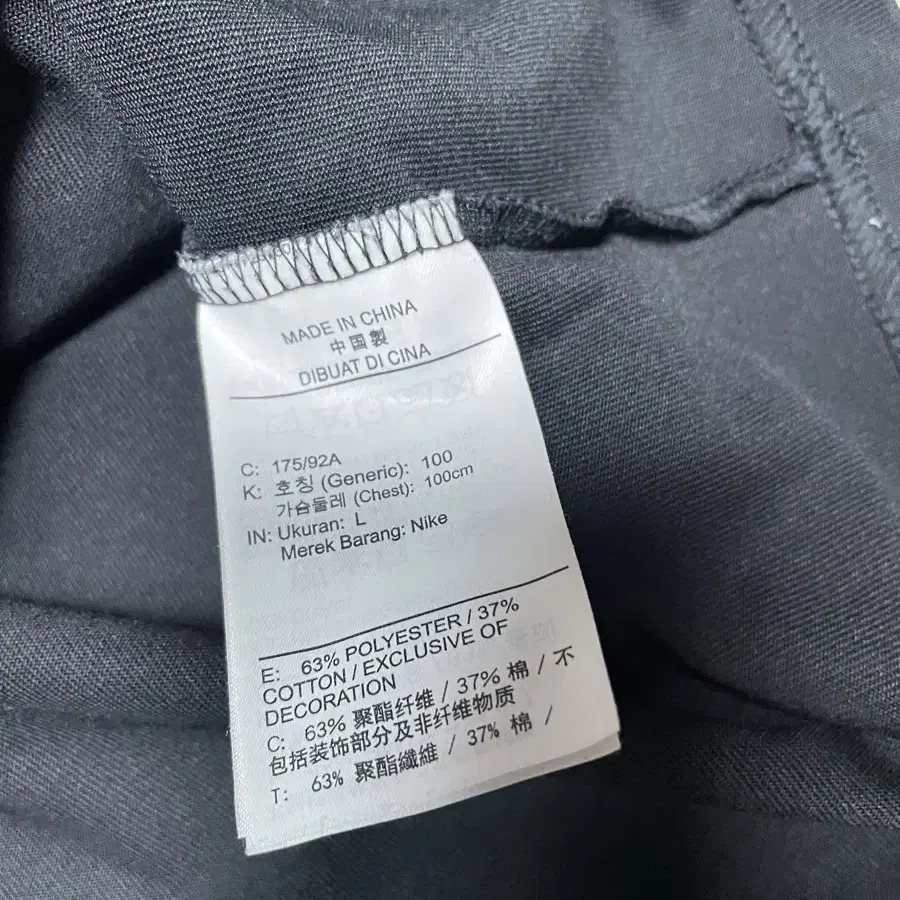 MADE IN CHINA
中国製
DIBUAT DI CINA
C: 175/92A
K: 호칭 (Generic): 100
가슴둘레 (Chest): 100cm
IN: Ukuran: L
Merek Barang: Nike
E: 63% POLYESTER / 37%
COTTON / EXCLUSIVE OF
DECORATION
C: 63% 聚酯纤维 / 37% 棉 / 不
包括装饰部分及非纤维物质
T: 63% 聚酯纖維 / 37% 棉 /